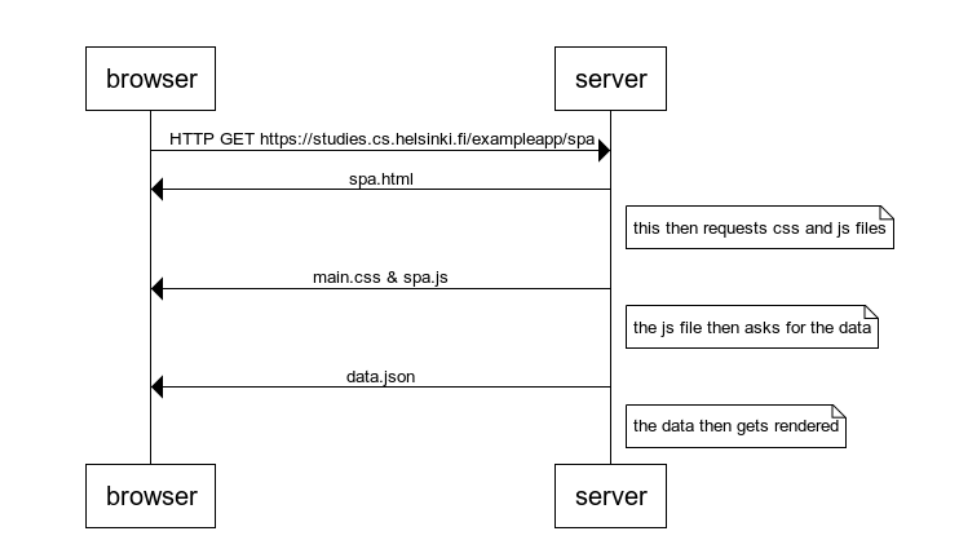 browser
server
HTTP GET https://studies.cs.helsinki.fi/exampleapp/spa
spa.html
this then requests css and js files
main.css & spa.js
the js file then asks for the data
data.json
the data then gets rendered
browser
server